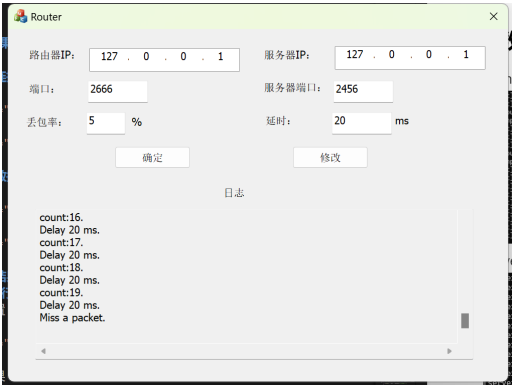 Router
路由器IP： 127 . 0 . 0 . 1 服务器IP： 127 . 0 . 0 . 1
端口： 2666 服务器端口： 2456
丢包率： 5 % 延时： 20 ms
确定 修改
日志
count:16.
Delay 20 ms.
count:17.
Delay 20 ms.
count:18.
Delay 20 ms.
count:19.
Delay 20 ms.
Miss a packet.